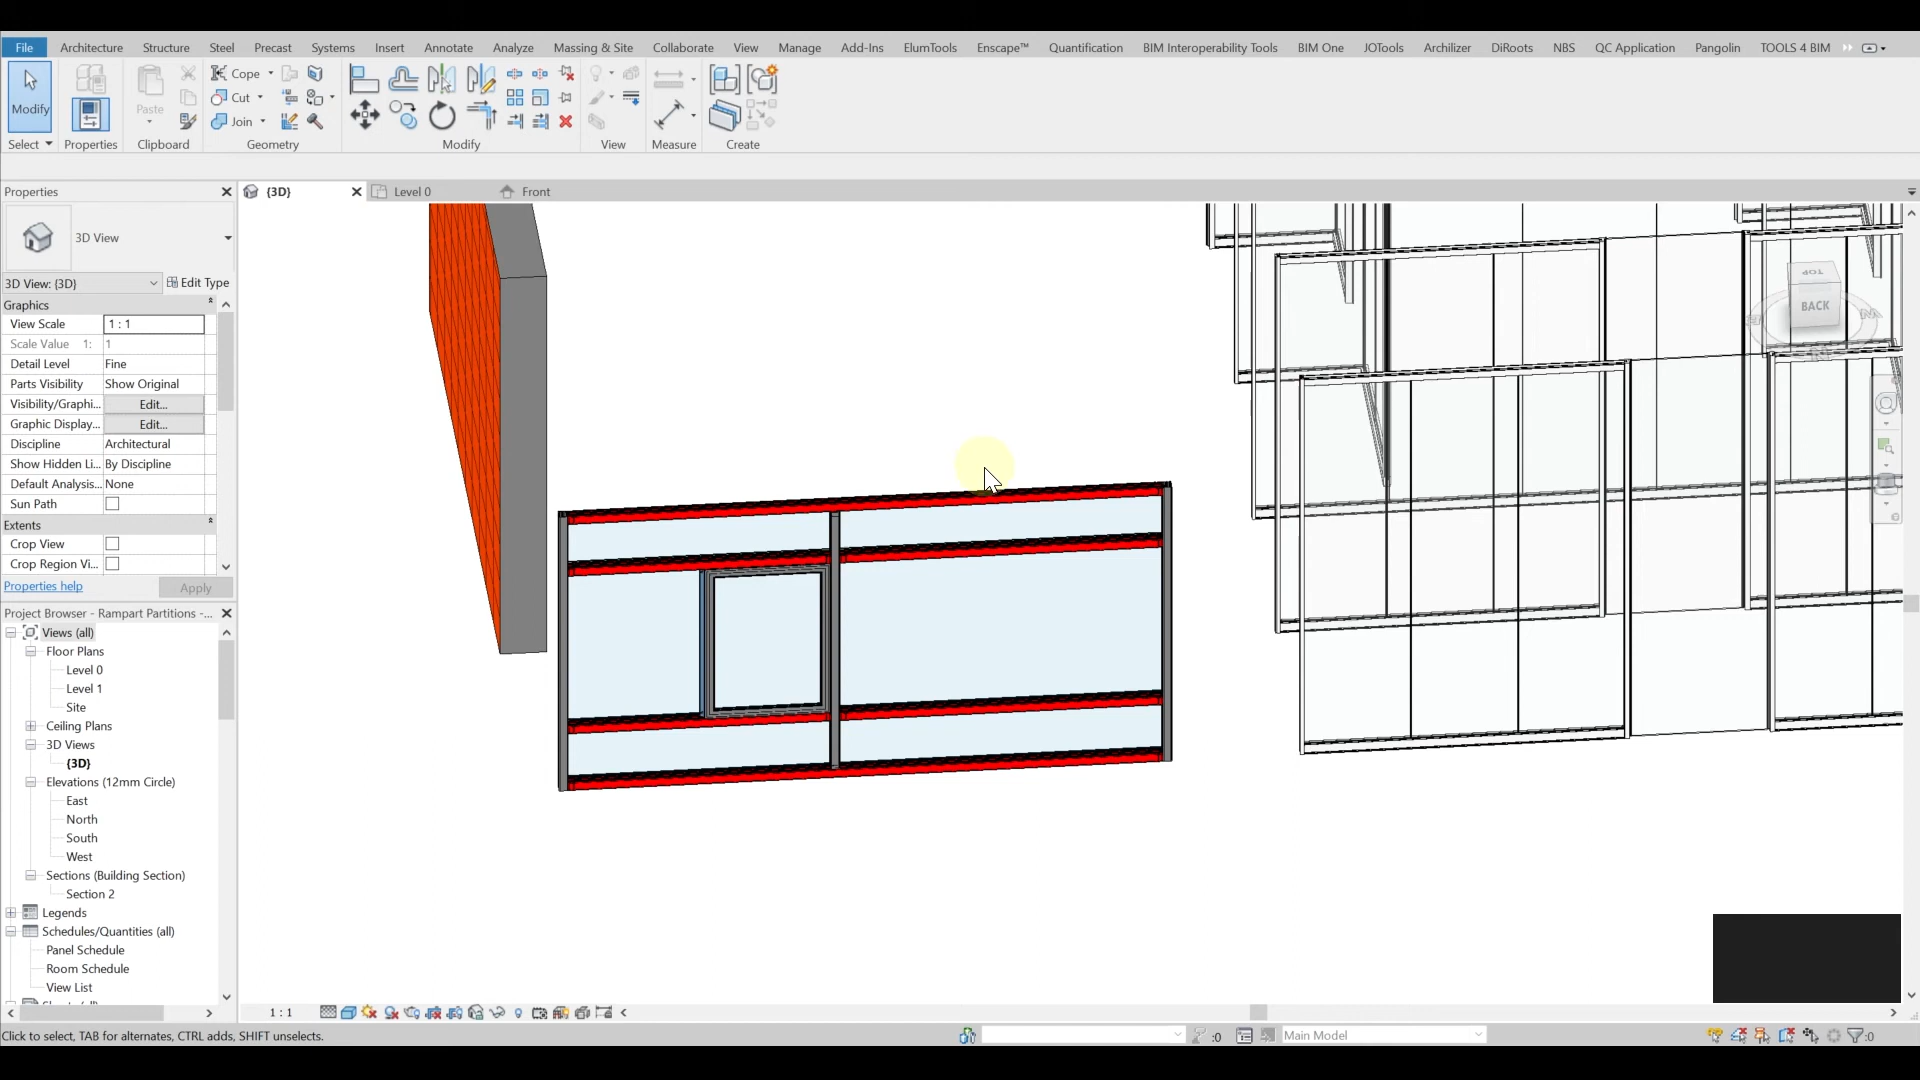 File Architecture Structure Steel Precast Systems Insert Annotate Analyze Massing & Site Collaborate View Manage Add-Ins ElumTools Enscape™ Quantification BIM Interoperability Tools BIM One JOTools Archilizer DiRoots NBS QC Application Pangolin TOOLS 4 BIM
Modify Paste Cope
Cut
Join
Select Properties Clipboard Geometry Modify View Measure Create
Properties
{3D} Level 0 Front
3D View
3D View: {3D} Edit Type
Graphics
View Scale 1 : 1
Scale Value 1: 1
Detail Level Fine
Parts Visibility Show Original
Visibility/Graphi... Edit...
Graphic Display... Edit...
Discipline Architectural
Show Hidden Li... By Discipline
Default Analysis... None
Sun Path
Extents
Crop View
Crop Region Vi...
Properties help Apply
Project Browser - Rampart Partitions -...
Views (all)
Floor Plans
Level 0
Level 1
Site
Ceiling Plans
3D Views
{3D}
Elevations (12mm Circle)
East
North
South
West
Sections (Building Section)
Section 2
Legends
Schedules/Quantities (all)
Panel Schedule
Room Schedule
View List
TOP
BACK
1 : 1
Click to select, TAB for alternates, CTRL adds, SHIFT unselects.
:0
Main Model
:0